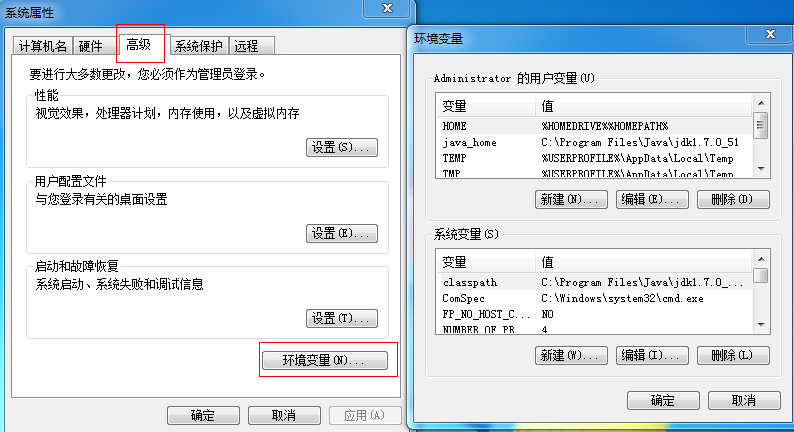 系统属性
计算机名 硬件 高级 系统保护 远程
要进行大多数更改，您必须作为管理员登录。
性能
视觉效果，处理器计划，内存使用，以及虚拟内存
设置(S)...
用户配置文件
与您登录有关的桌面设置
设置(E)...
启动和故障恢复
系统启动、系统失败和调试信息
设置(T)...
环境变量(N)...
确定 取消 应用(A)
环境变量
Administrator 的用户变量(U)
变量 值
HOME %HOMEDRIVE%%HOMEPATH%
java_home C:\Program Files\Java\jdk1.7.0_51
TEMP %USERPROFILE%\AppData\Local\Temp
TMP %USERPROFILE%\AppData\Local\Temp
新建(N)... 编辑(E)... 删除(D)
系统变量(S)
变量 值
classpath C:\Program Files\Java\jdk1.7.0_...
ComSpec C:\Windows\system32\cmd.exe
FP_NO_HOST_C... NO
NUMBER_OF_PR 4
新建(W)... 编辑(I)... 删除(L)
确定 取消